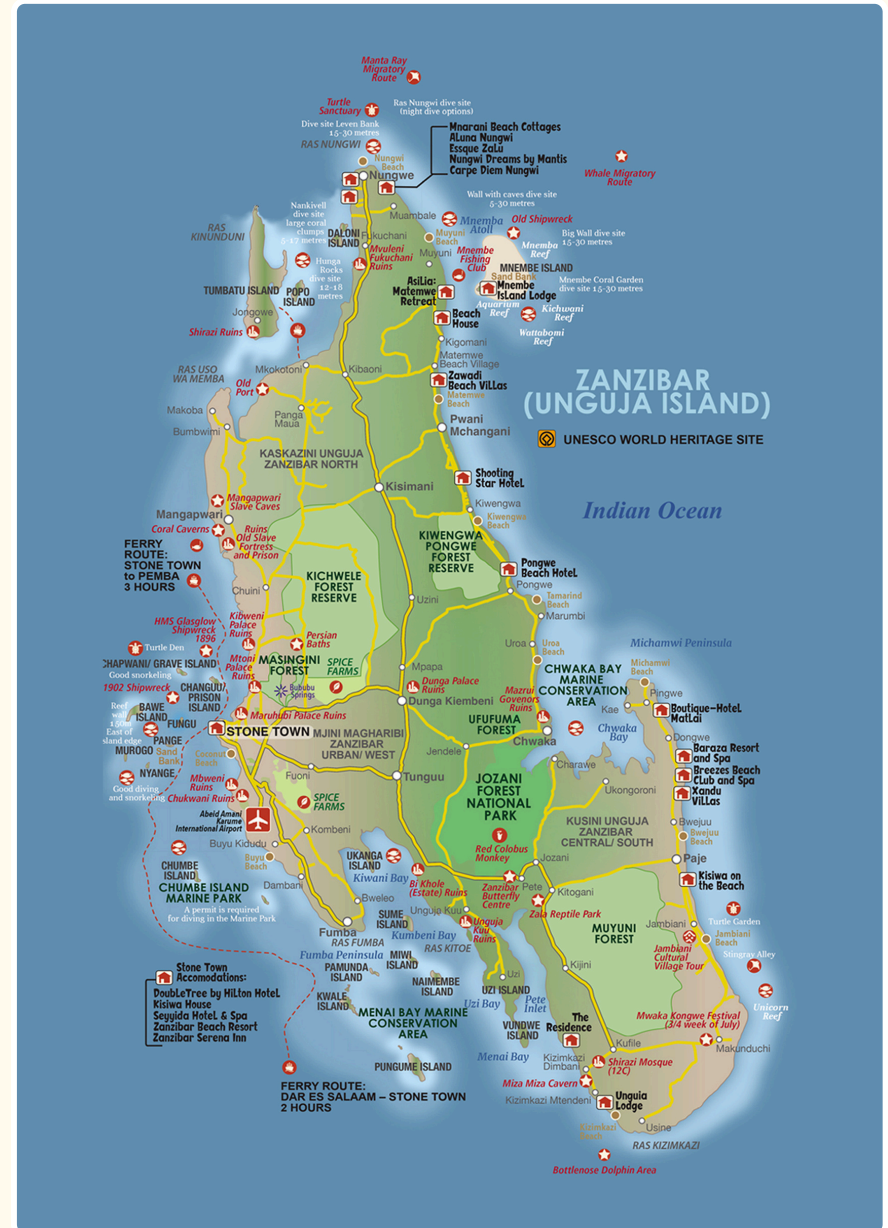 Manta Ray
Migratory
Route
Turtle
Sanctuary
Ras Nungwi dive site
(night dive options)
Dive site Leven Bank
15-30 metres
RAS NUNGWI
Nungwi
Beach
Nungwe
Mnarani Beach Cottages
ALuna Nungwi
Essque ZaLu
Nungwi Dreams by Mantis
Carpe Diem Nungwi
Whale Migratory
Route
Wall with caves dive site
5-30 metres
Muambale
Mnemba
Atoll
Old Shipwreck
Big Wall dive site
15-30 metres
Mnemba
Reef
Nankivell
dive site
large coral
clumps
5-17 metres
RAS
KINUNDUNI
DALONI
ISLAND
Fukuchani
Muyuni
Beach
Muyuni
Mvuleni
Fukuchani
Ruins
Mnembe
Fishing
Club
MNEMBE ISLAND
Sand Bank
Mnembe
IsLand Lodge
Mnembe Coral Garden
dive site 15-30 metres
Hunga
Rocks
dive site
12-18
metres
AsiLia:
Matemwe
Retreat
Aquarium
Reef
Kichwani
Reef
Wattabomi
Reef
TUMBATU ISLAND
POPO
ISLAND
Jongowe
Shirazi Ruins
Beach
House
Kigomani
Matemwe
Beach Village
RAS USO
WA MEMBA
Mkokotoni
Kibaoni
Zawadi
Beach ViLLas
Matemwe
Beach
Old
Port
Makoba
Panga
Maua
Bumbwimi
Pwani
Mchangani
ZANZIBAR
(UNGUJA ISLAND)
UNESCO WORLD HERITAGE SITE
KASKAZINI UNGUJA
ZANZIBAR NORTH
Kisimani
Shooting
Star HoteL
Mangapwari
Slave Caves
Mangapwari
Kiwengwa
Kiwengwa
Beach
Indian Ocean
Coral Caverns
Ruins
Old Slave
Fortress
and Prison
FERRY
ROUTE:
STONE TOWN
to PEMBA
3 HOURS
KIWENGWA
PONGWE
FOREST
RESERVE
KICHWELE
FOREST
RESERVE
Pongwe
Beach HoteL
Pongwe
Chuini
Uzini
Tamarind
Beach
Marumbi
HMS Glasglow
Shipwreck
1896
Kibweni
Palace
Ruins
Persian
Baths
Uroa
Uroa
Beach
Michamwi Peninsula
Turtle Den
CHAPWANI/ GRAVE ISLAND
Good snorkeling
Mtoni
Palace
Ruins
MASINGINI
FOREST
SPICE
FARMS
Mpapa
Michamwi
Beach
CHWAKA BAY
MARINE
CONSERVATION
AREA
1902 Shipwreck
CHANGUU/
PRISON
ISLAND
Bububu
Springs
Dunga Palace
Ruins
Dunga Kiembeni
Mazrui
Govenors
Ruins
Pingwe
Kae
Boutique-HoteL
MatLai
Reef
wall
150m
East of
island edge
BAWE
ISLAND
FUNGU
Maruhubi Palace Ruins
UFUFUMA
FOREST
Chwaka
Chwaka
Bay
Dongwe
PANGE
Sand
Bank
MUROGO
STONE TOWN
MJINI MAGHARIBI
ZANZIBAR
URBAN/ WEST
Jendele
Baraza Resort
and Spa
Breezes Beach
CLub and Spa
Xandu
ViLLas
Coconut
Beach
NYANGE
Fuoni
Tunguu
Charawe
Ukongoroni
Good diving
and snorkeling
Mbweni
Ruins
Chukwani Ruins
SPICE
FARMS
JOZANI
FOREST
NATIONAL
PARK
KUSINI UNGUJA
ZANZIBAR
CENTRAL/ SOUTH
Bwejuu
Bwejuu
Beach
Abeid Amani
Karume
International Airport
Kombeni
Buyu Kidudu
Buyu
Beach
Red Colobus
Monkey
Paje
CHUMBE
ISLAND
CHUMBE ISLAND
MARINE PARK
A permit is required
for diving in the Marine Park
UKANGA
ISLAND
Kiwani Bay
Jozani
Kisiwa on
the Beach
Dambani
Bi Khole
(Estate) Ruins
Zanzibar
Butterfly
Centre
Pete
Kitogani
Zala Reptile Park
Bweleo
Fumba
RAS FUMBA
SUME
ISLAND
Unguja Kuu
Unguja
Kuu
Ruins
Kumbeni Bay
RAS KITOE
MUYUNI
FOREST
Jambiani
Turtle Garden
Jambiani
Beach
Jambiani
Cultural
Village Tour
Stingray Alley
Fumba Peninsula
MIWI
ISLAND
PAMUNDA
ISLAND
Kijini
Stone Town
Accomodations:
DoubLeTree by HiLton HoteL
Kisiwa House
Seyyida Hotel & Spa
Zanzibar Beach Resort
Zanzibar Serena Inn
NAIMEMBE
ISLAND
Uzi
UZI ISLAND
Uzi Bay
KWALE
ISLAND
Pete
Inlet
Unicorn
Reef
MENAI BAY MARINE
CONSERVATION
AREA
VUNDWE
ISLAND
The
Residence
Mwaka Kongwe Festival
(3/4 week of July)
Menai Bay
Kufile
Makunduchi
Kizimkazi
Dimbani
Shirazi Mosque
(12C)
PUNGUME ISLAND
Miza Miza Cavern
FERRY ROUTE:
DAR ES SALAAM – STONE TOWN
2 HOURS
Kizimkazi Mtendeni
Unguia
Lodge
Kizimkazi
Beach
Usine
RAS KIZIMKAZI
Bottlenose Dolphin Area